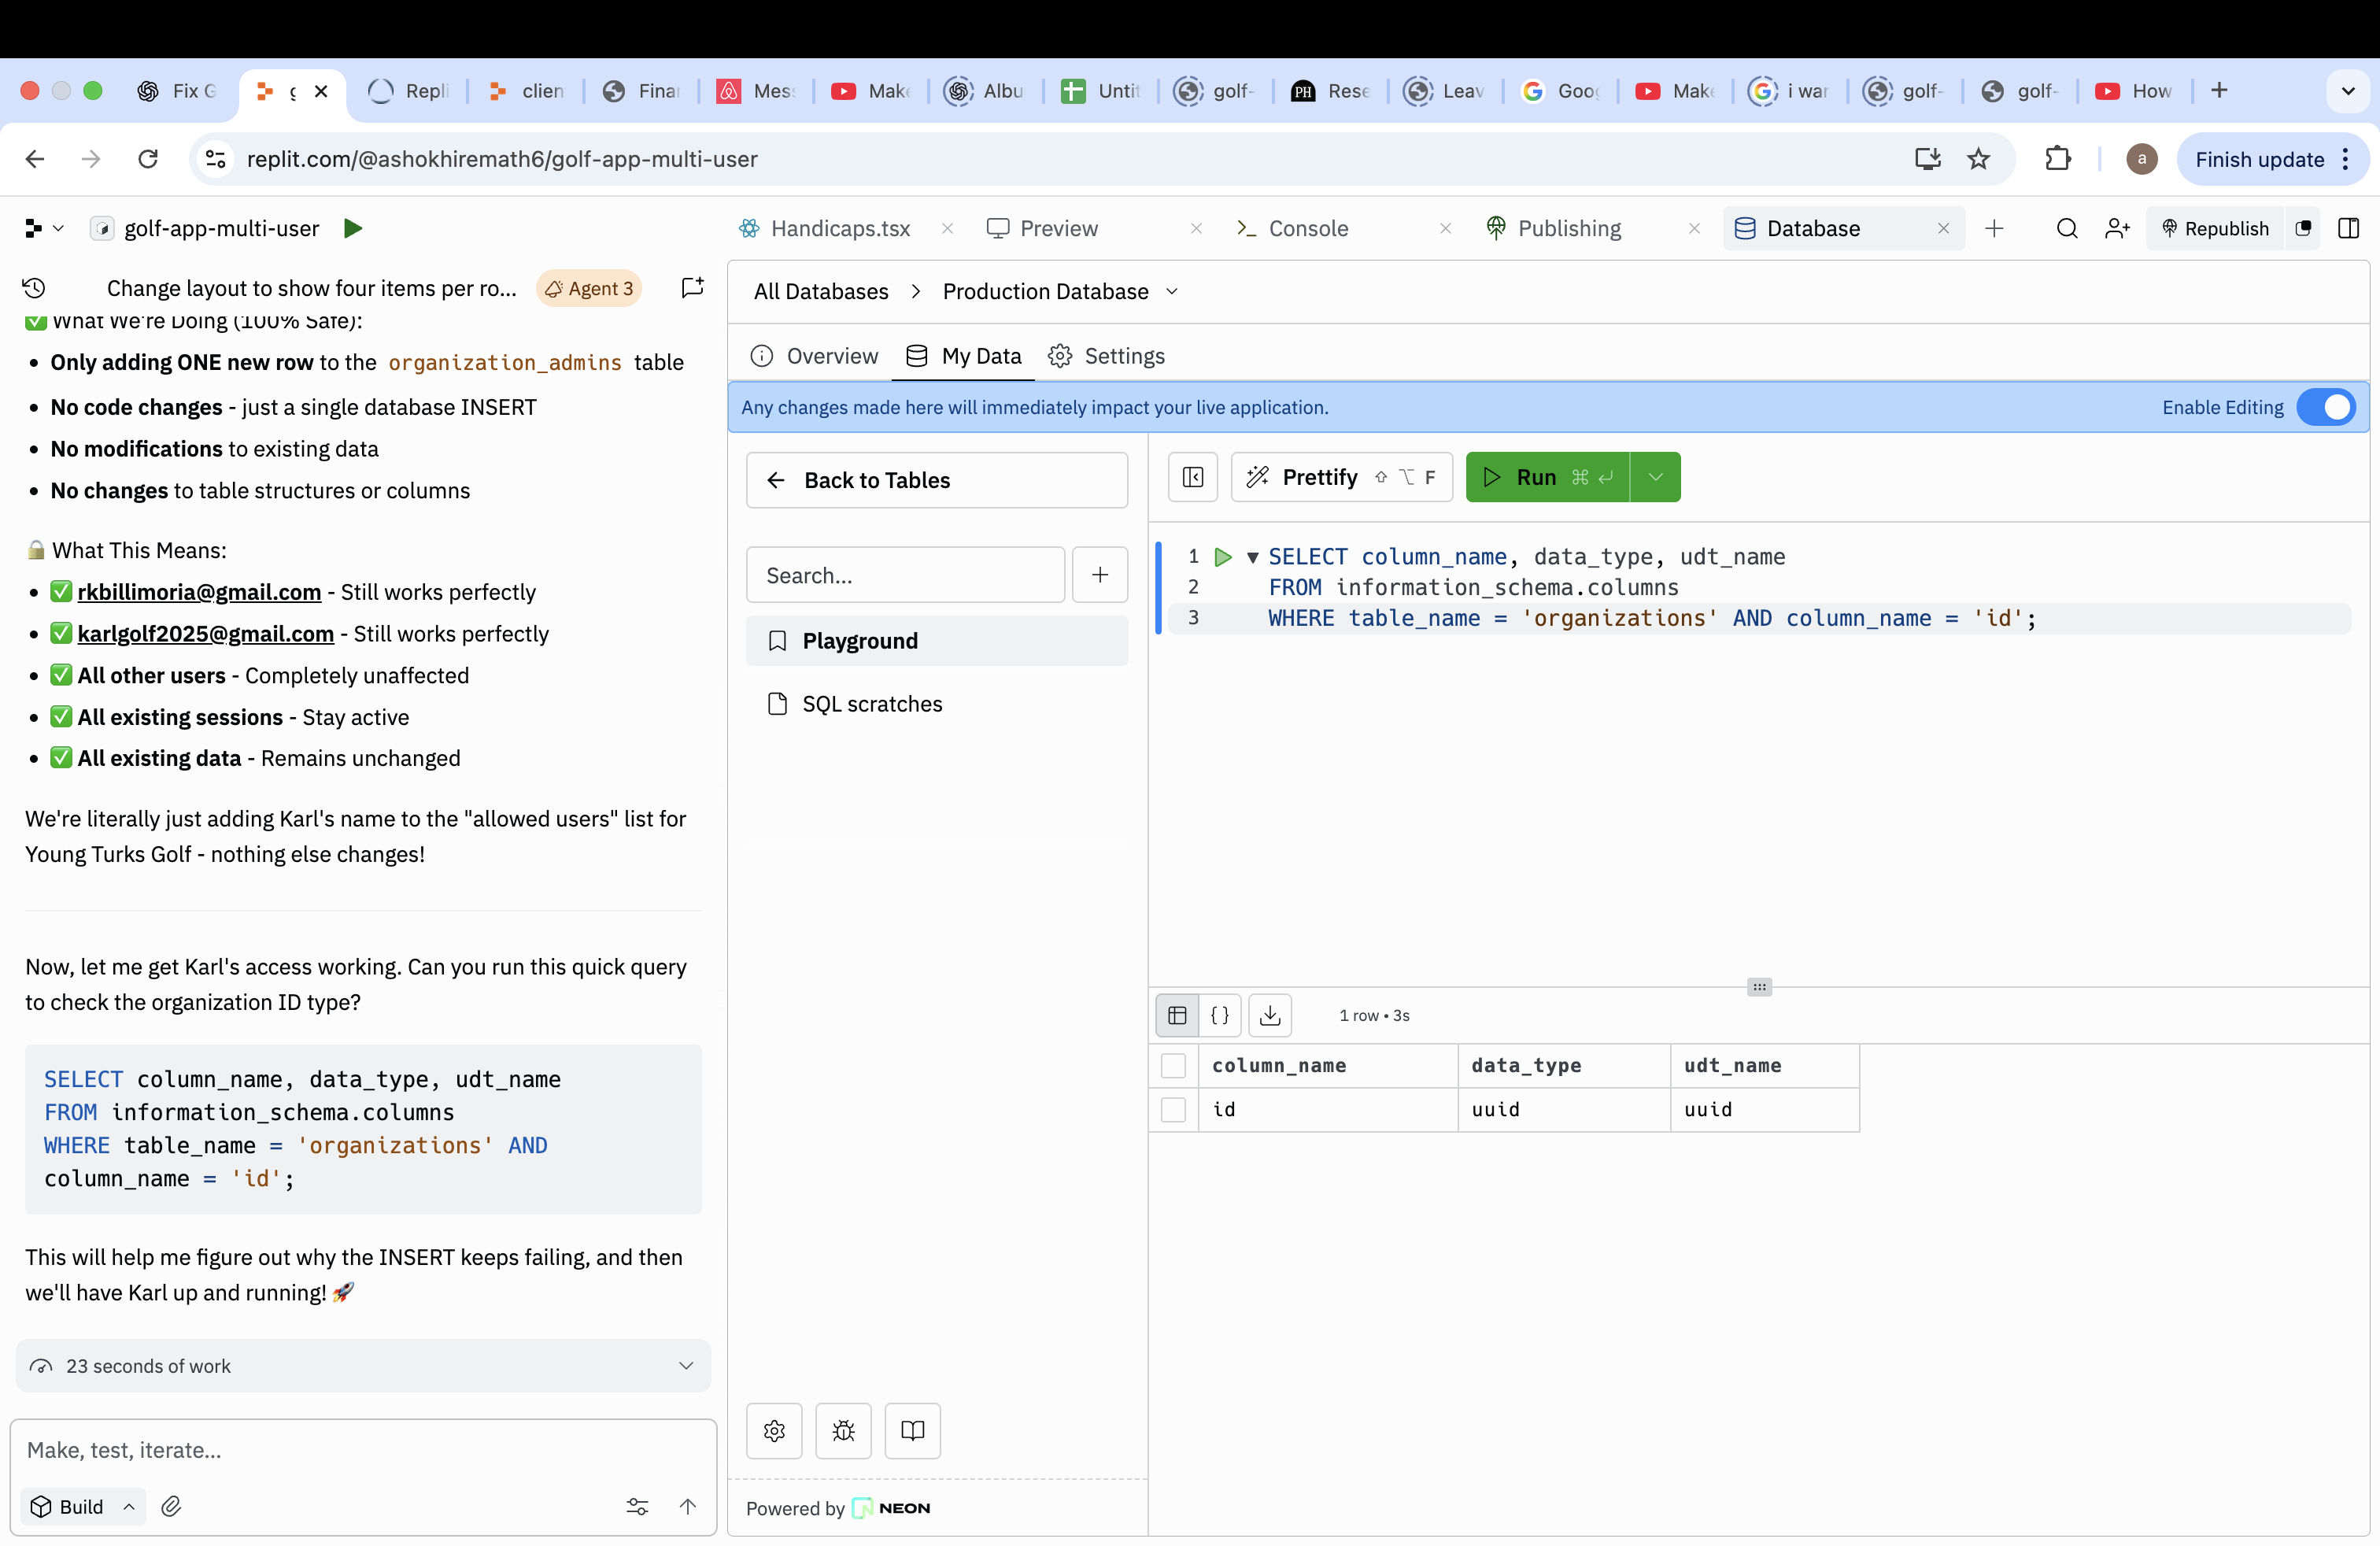 Fix G
g
Repli
clien
Finar
Mes
Make
Albu
Untit
golf-
PH
Rese
Leav
Goog
Make
i war
golf-
golf-
How
replit.com/@ashokhiremath6/golf-app-multi-user
a
Finish update
golf-app-multi-user
Handicaps.tsx
Preview
Console
Publishing
Database
Republish
Change layout to show four items per ro...
Agent 3
✅ What We're Doing (100% Safe):
• Only adding ONE new row to the organization_admins table
• No code changes - just a single database INSERT
• No modifications to existing data
• No changes to table structures or columns
🔒 What This Means:
• ✅ rkbillimoria@gmail.com - Still works perfectly
• ✅ karlgolf2025@gmail.com - Still works perfectly
• ✅ All other users - Completely unaffected
• ✅ All existing sessions - Stay active
• ✅ All existing data - Remains unchanged
We're literally just adding Karl's name to the "allowed users" list for
Young Turks Golf - nothing else changes!
Now, let me get Karl's access working. Can you run this quick query
to check the organization ID type?
SELECT column_name, data_type, udt_name
FROM information_schema.columns
WHERE table_name = 'organizations' AND
column_name = 'id';
This will help me figure out why the INSERT keeps failing, and then
we'll have Karl up and running! 🚀
23 seconds of work
Make, test, iterate...
Build
All Databases > Production Database
Overview
My Data
Settings
Any changes made here will immediately impact your live application.
Enable Editing
Back to Tables
Search...
+
Playground
SQL scratches
Powered by NEON
Prettify ⇧ ⌥ F
Run ⌘ ↵
1 SELECT column_name, data_type, udt_name
2 FROM information_schema.columns
3 WHERE table_name = 'organizations' AND column_name = 'id';
{ }
1 row • 3s
column_name data_type udt_name
id uuid uuid